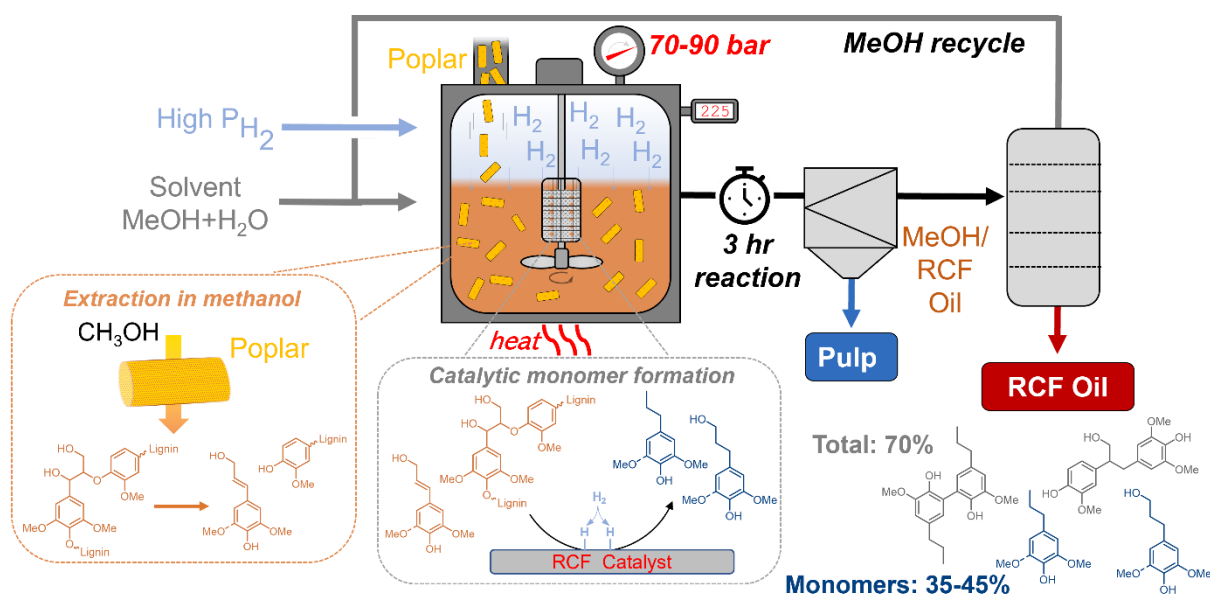 Poplar
70-90 bar
MeOH recycle
225
High P_H2
H2
H2
H2
H2
H2
H2
Solvent
MeOH+H2O
3 hr
reaction
MeOH/
RCF
Oil
Pulp
RCF Oil
heat
Extraction in methanol
CH3OH
Poplar
HO
Lignin
HO
O
OMe
MeO
OMe
O
Lignin
HO
Lignin
HO
OMe
MeO
OMe
OH
Catalytic monomer formation
HO
Lignin
HO
O
OMe
MeO
OMe
O
Lignin
HO
MeO
OMe
OH
MeO
OMe
OH
HO
MeO
OMe
OH
H2
H
H
RCF Catalyst
Total: 70%
MeO
OH
OH
OMe
HO
OMe
OH
OMe
OH
OMe
Monomers: 35-45%
MeO
OMe
OH
HO
MeO
OMe
OH